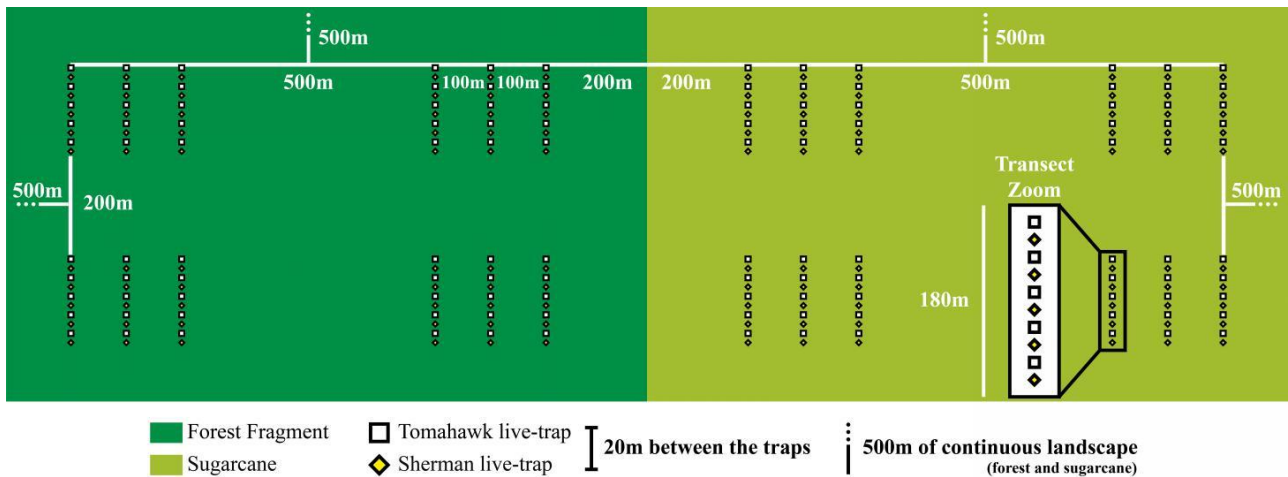 500m
500m
500m
100m
100m
200m
200m
500m
500m
200m
Transect
Zoom
500m
180m
Forest Fragment
Tomahawk live-trap
20m between the traps
500m of continuous landscape
Sugarcane
Sherman live-trap
(forest and sugarcane)